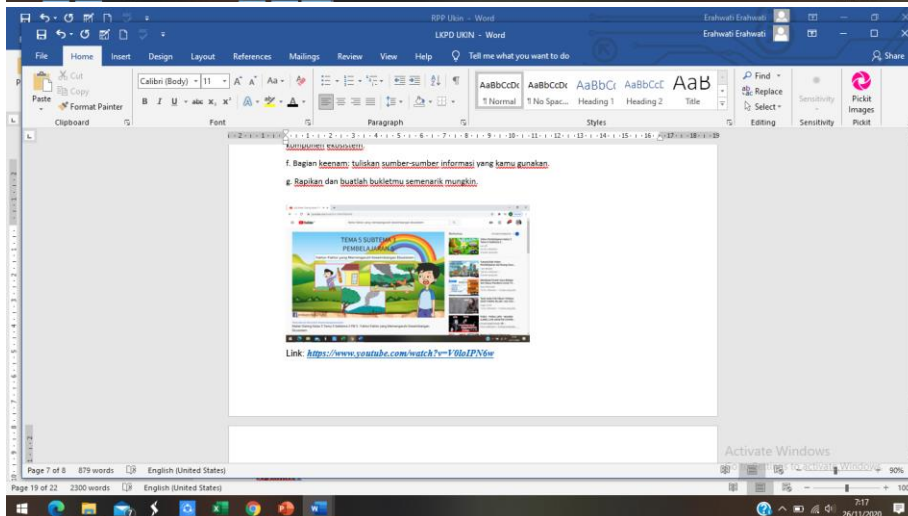 RPP Ukin - Word
Erahwati Erahwati
LKPD UKIN - Word
Erahwati Erahwati
File Home Insert Design Layout References Mailings Review View Help Tell me what you want to do Share
Cut
Copy
Format Painter
Paste
Calibri (Body) 11
AaBbCcDc AaBbCcDc AaBbCc AaBbCcE AaB
¶ Normal ¶ No Spac... Heading 1 Heading 2 Title
Find
Replace
Select
Sensitivity
Pickit Images
Clipboard Font Paragraph Styles Editing Sensitivity Pickit
komponen ekosistem.
f. Bagian keenam: tuliskan sumber-sumber informasi yang kamu gunakan.
g. Rapikan dan buatlah bukletmu semenarik mungkin.
TEMA 5 SUBTEMA
PEMBELAJARAN
Link: https://www.youtube.com/watch?v=V0loIPN6w
Activate Windows
Page 7 of 8 879 words English (United States) 90%
Page 19 of 22 2300 words English (United States) 100
7:17
26/11/2020